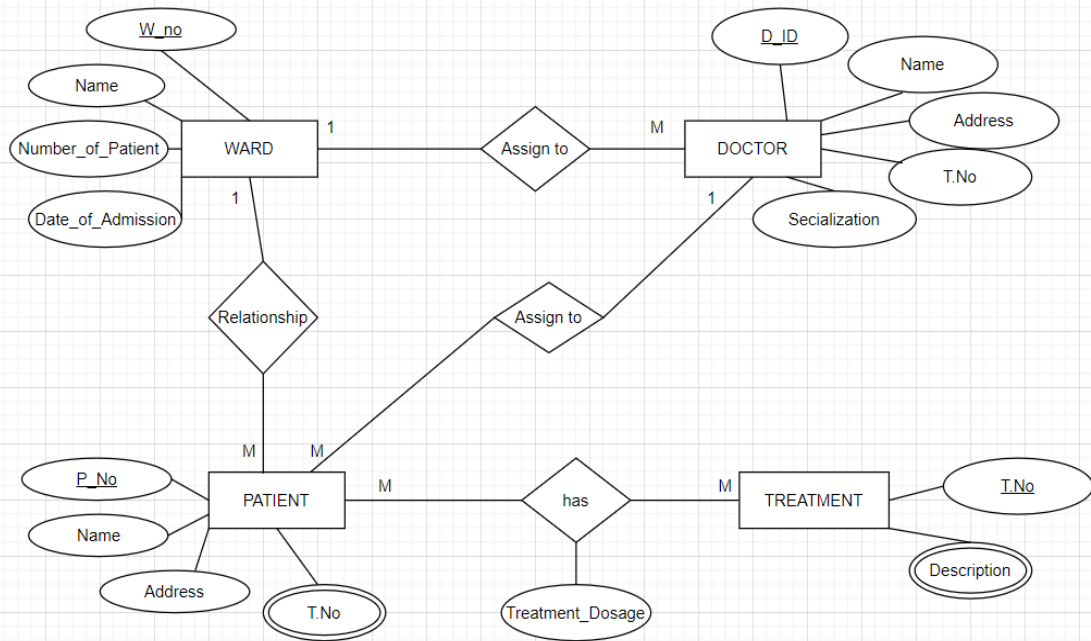 W_no
D_ID
Name
Name
Address
Number_of_Patient
1
WARD
Assign to
M
DOCTOR
T.No
Date_of_Admission
1
1
Secialization
Relationship
Assign to
M
M
P_No
PATIENT
M
has
M
TREATMENT
T.No
Name
Address
T.No
Treatment_Dosage
Description